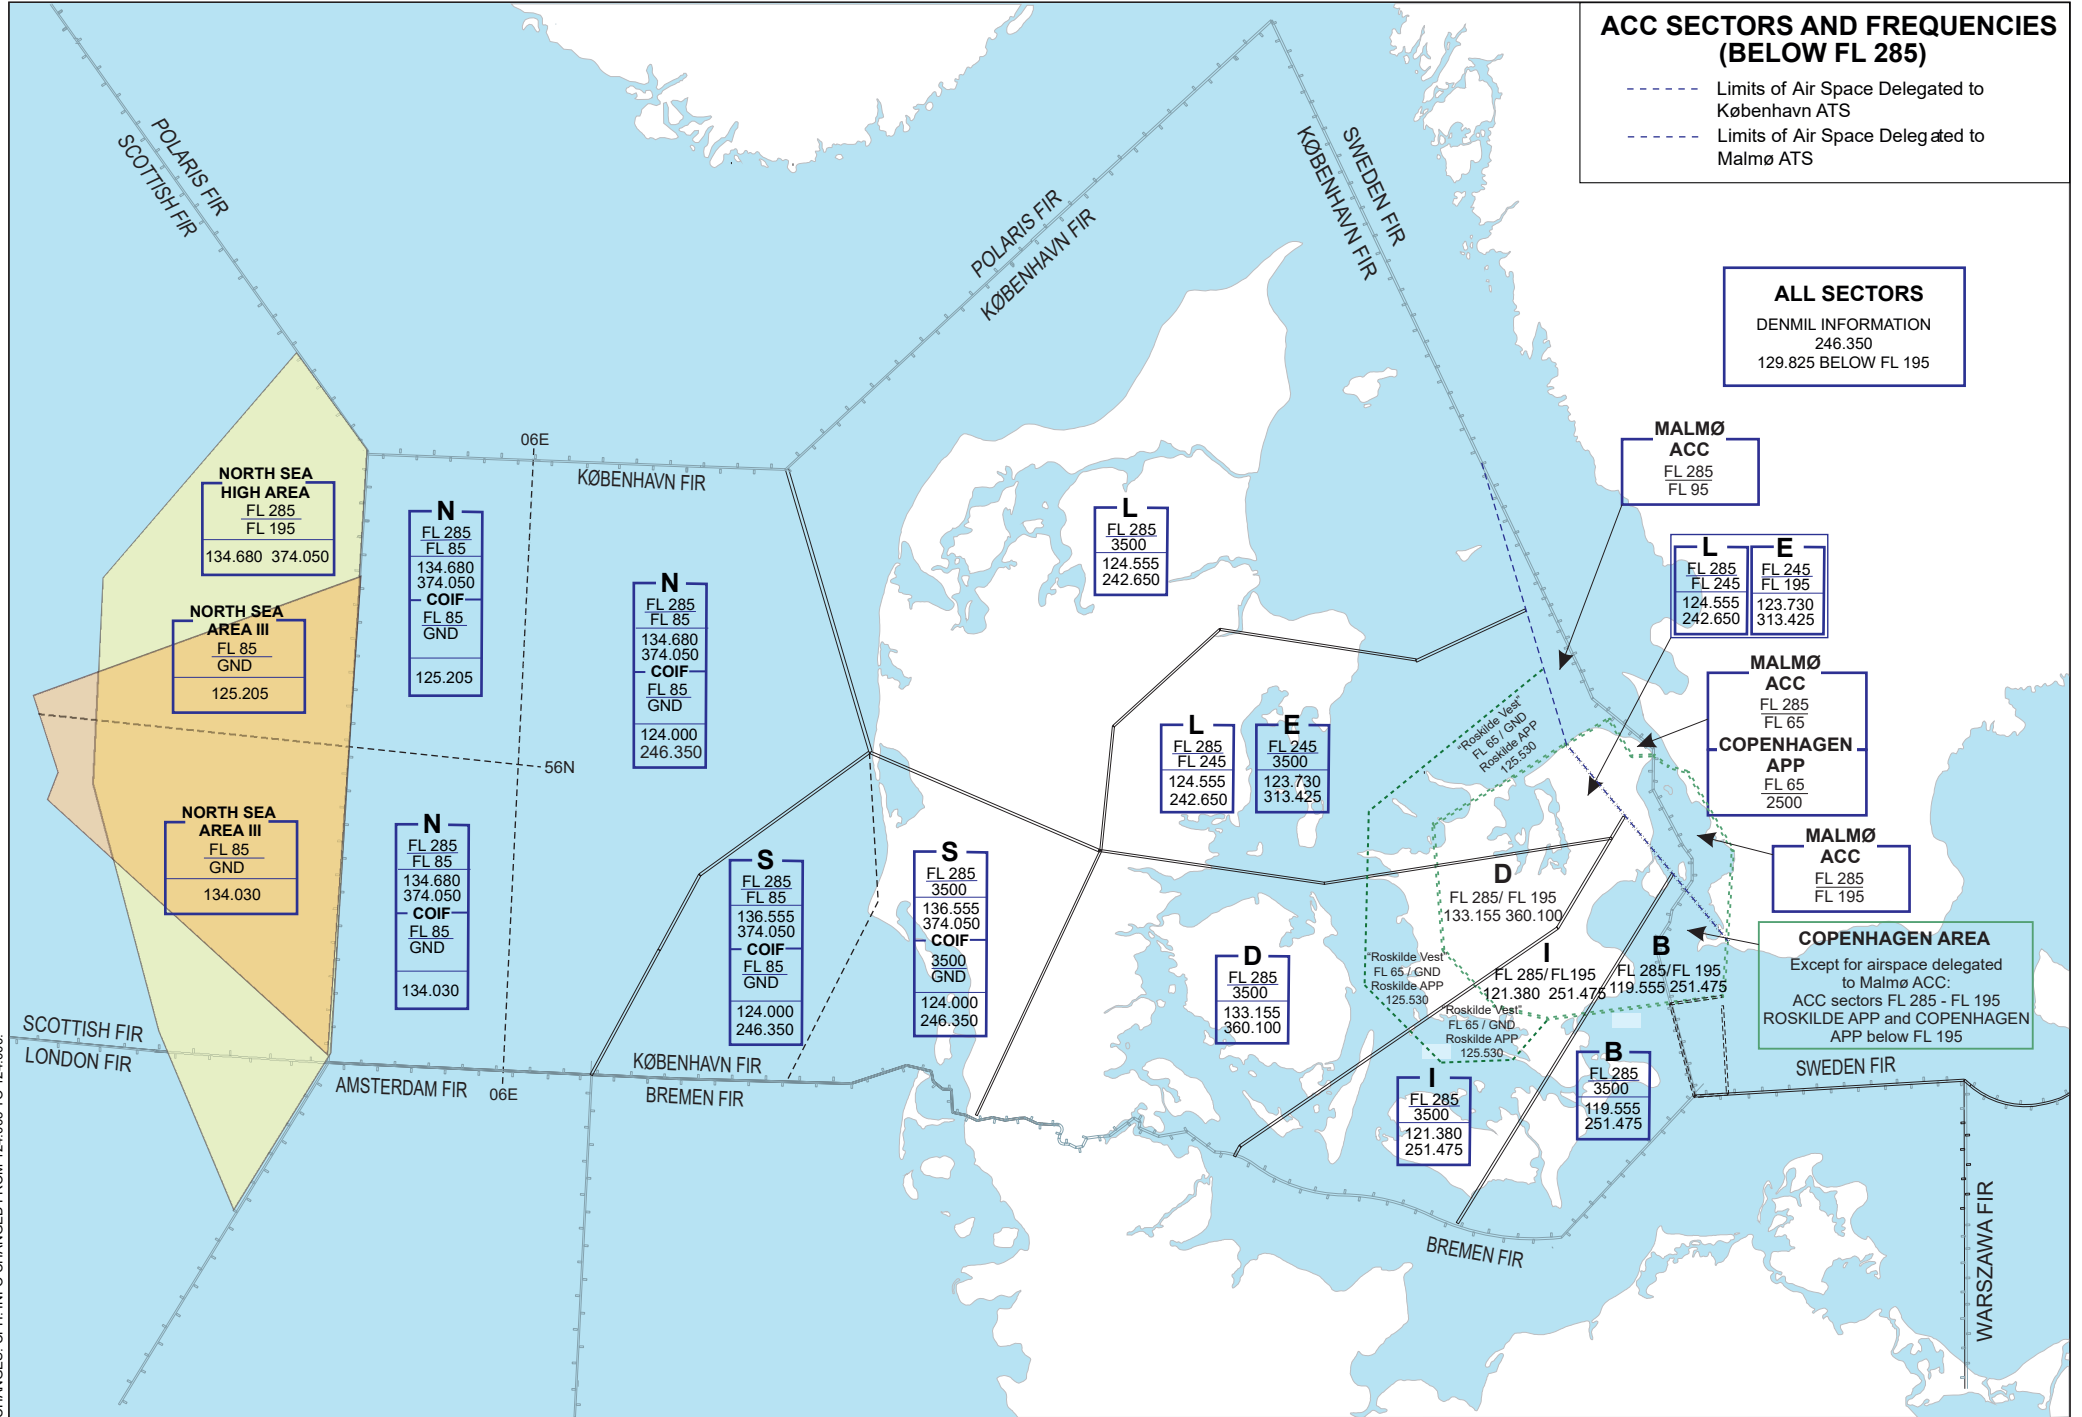 ACC SECTORS AND FREQUENCIES
(BELOW FL 285)
Limits of Air Space Delegated to
København ATS
Limits of Air Space Delegated to
Malmø ATS
POLARIS FIR
SCOTTISH FIR
POLARIS FIR
KØBENHAVN FIR
SWEDEN FIR
KØBENHAVN FIR
ALL SECTORS
DENMIL INFORMATION
246.350
129.825 BELOW FL 195
06E
KØBENHAVN FIR
NORTH SEA
HIGH AREA
FL 285
FL 195
134.680 374.050
NORTH SEA
AREA III
FL 85
GND
125.205
NORTH SEA
AREA III
FL 85
GND
134.030
N
FL 285
FL 85
134.680
374.050
COIF
FL 85
GND
125.205
N
FL 285
FL 85
134.680
374.050
COIF
FL 85
GND
124.000
246.350
56N
N
FL 285
FL 85
134.680
374.050
COIF
FL 85
GND
134.030
S
FL 285
FL 85
136.555
374.050
COIF
FL 85
GND
124.000
246.350
S
FL 285
3500
136.555
374.050
COIF
3500
GND
124.000
246.350
L
FL 285
3500
124.555
242.650
L
FL 285
FL 245
124.555
242.650
E
FL 245
3500
123.730
313.425
MALMØ
ACC
FL 285
FL 95
L
FL 285
FL 245
124.555
242.650
E
FL 245
FL 195
123.730
313.425
MALMØ
ACC
FL 285
FL 65
COPENHAGEN
APP
FL 65
2500
MALMØ
ACC
FL 285
FL 195
"Roskilde Vest"
FL 65 / GND
Roskilde APP
125.530
D
FL 285/ FL 195
133.155 360.100
D
FL 285
3500
133.155
360.100
"Roskilde Vest"
FL 65 / GND
Roskilde APP
125.530
I
FL 285/ FL195
121.380 251.475
B
FL 285/FL 195
119.555 251.475
"Roskilde Vest"
FL 65 / GND
Roskilde APP
125.530
COPENHAGEN AREA
Except for airspace delegated
to Malmø ACC:
ACC sectors FL 285 - FL 195
ROSKILDE APP and COPENHAGEN
APP below FL 195
I
FL 285
3500
121.380
251.475
B
FL 285
3500
119.555
251.475
SCOTTISH FIR
LONDON FIR
AMSTERDAM FIR
06E
KØBENHAVN FIR
BREMEN FIR
BREMEN FIR
SWEDEN FIR
WARSZAWA FIR